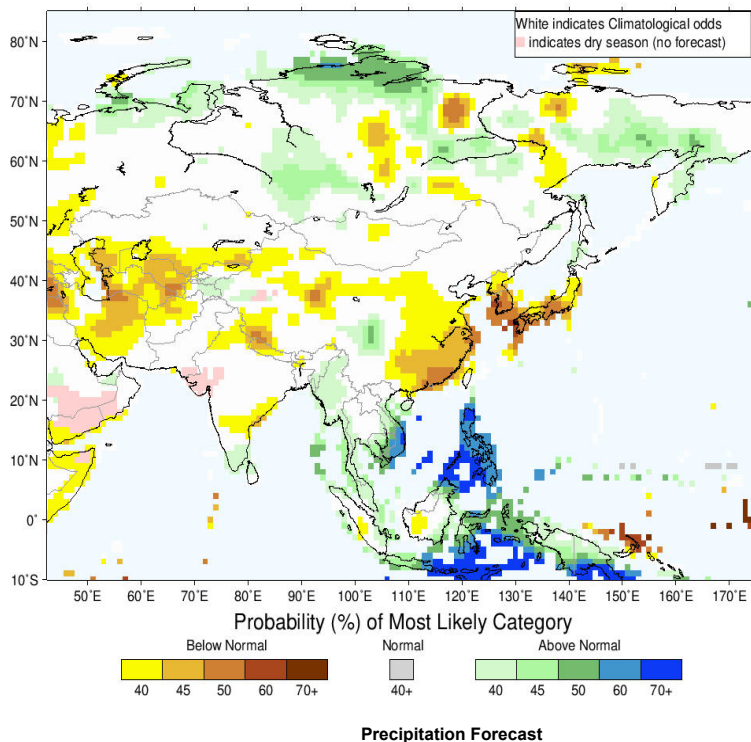 White indicates Climatological odds
indicates dry season (no forecast)
80˚N
70˚N
60˚N
50˚N
40˚N
30˚N
20˚N
10˚N
0˚
10˚S
50˚E 60˚E 70˚E 80˚E 90˚E 100˚E 110˚E 120˚E 130˚E 140˚E 150˚E 160˚E 170˚E
Probability (%) of Most Likely Category
Below Normal Normal Above Normal
40 45 50 60 70+ 40+ 40 45 50 60 70+
Precipitation Forecast